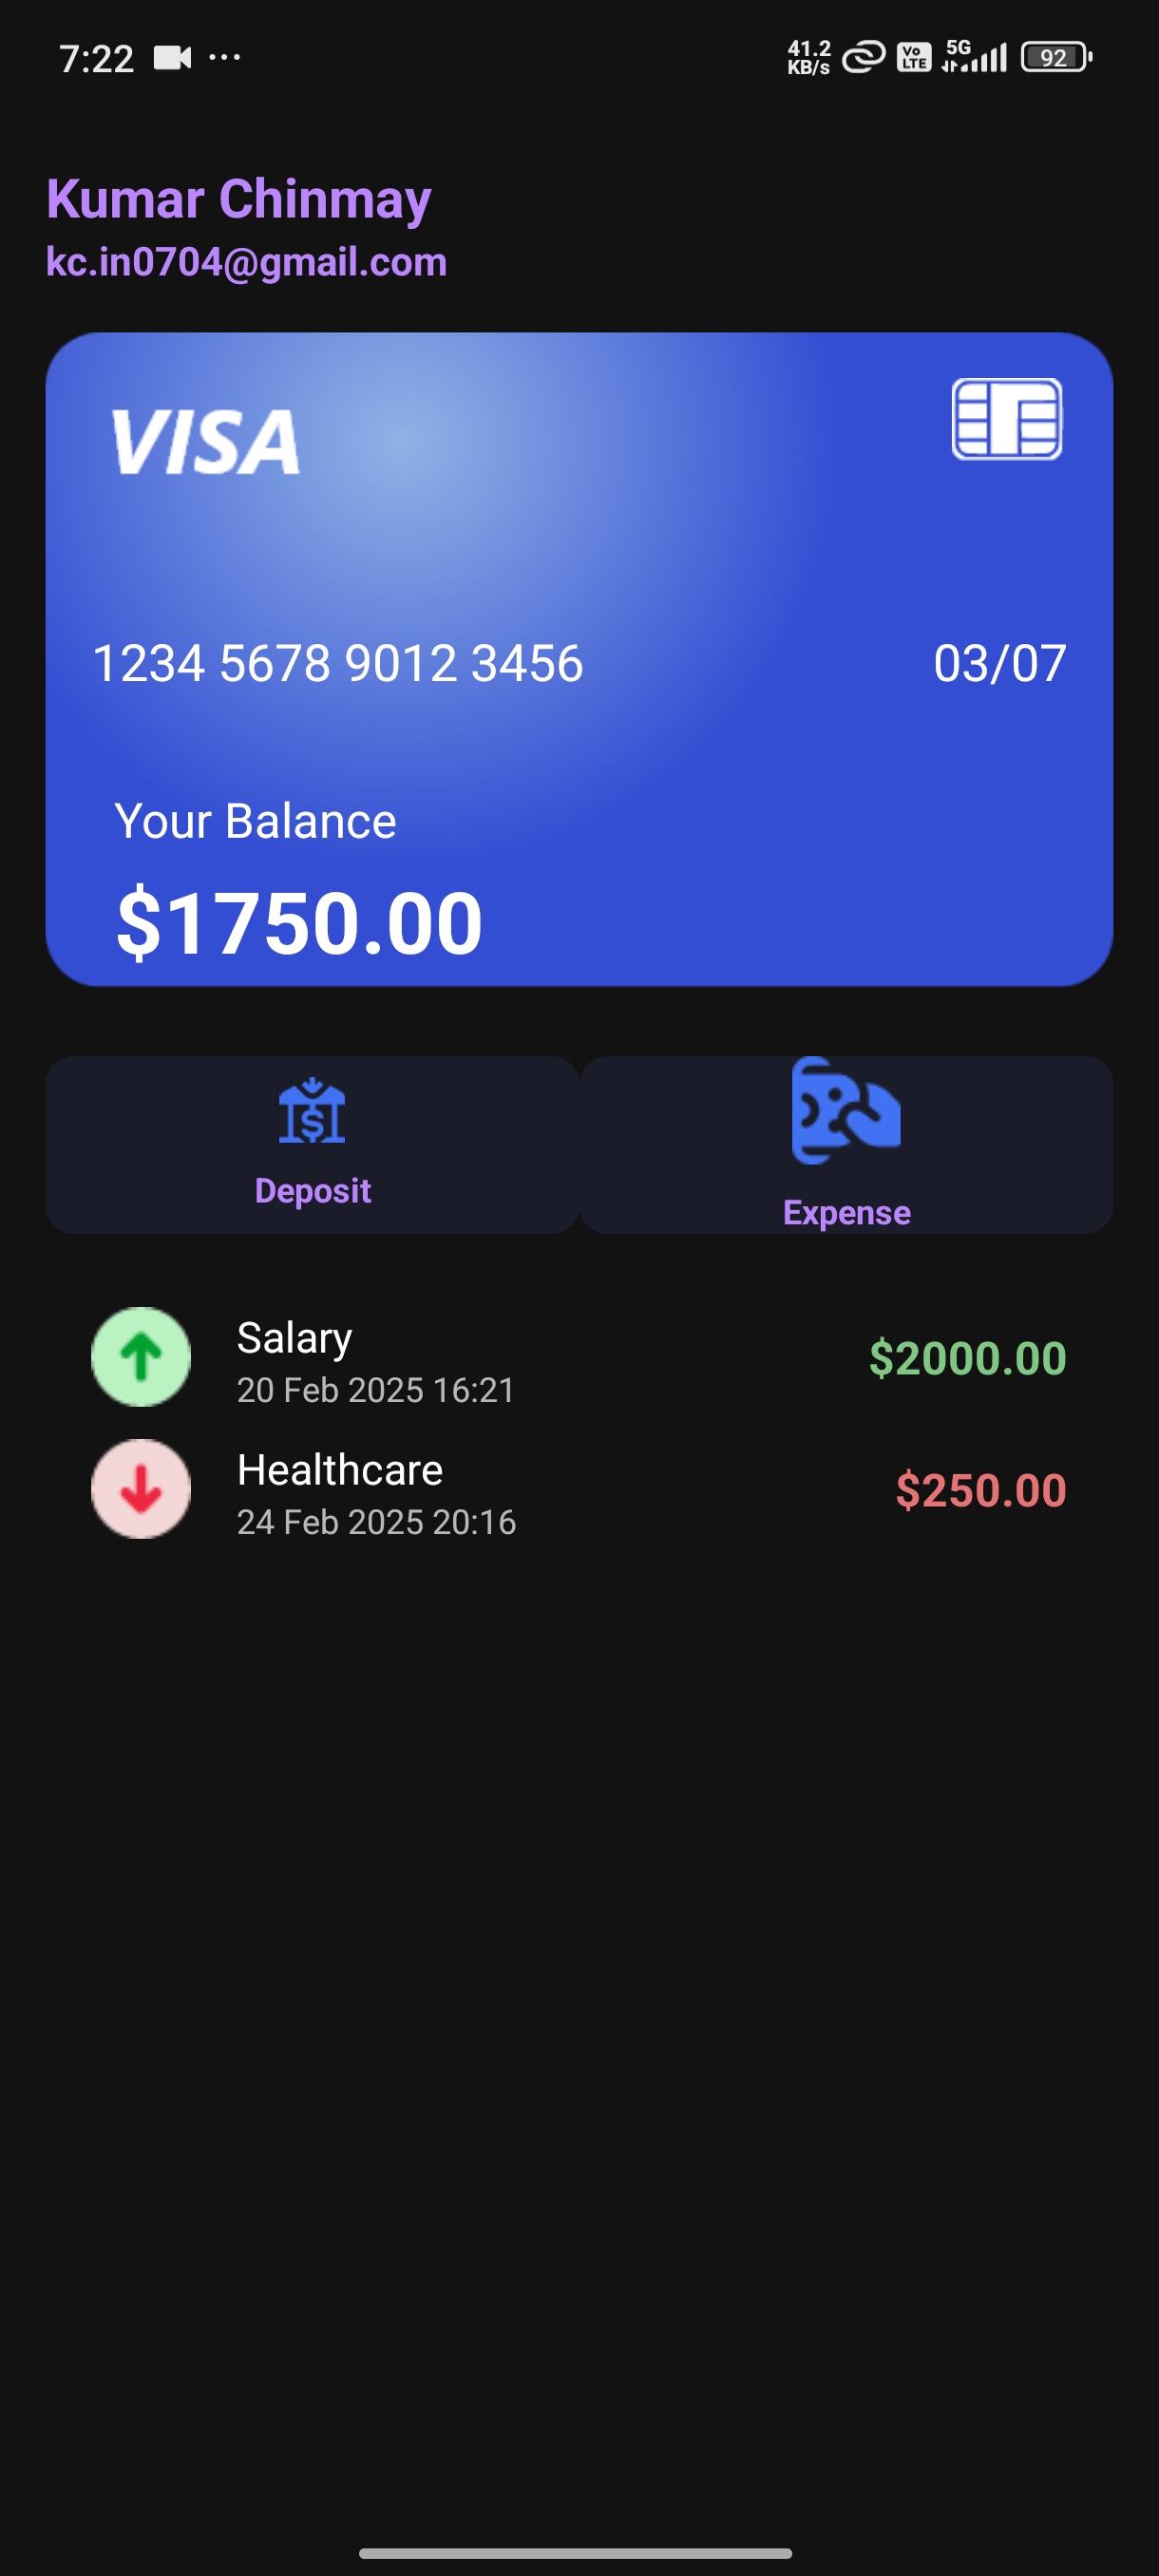 7:22 ... 41.2 KB/s Vo LTE 5G 92
Kumar Chinmay
kc.in0704@gmail.com
VISA
1234 5678 9012 3456 03/07
Your Balance
$1750.00
Deposit Expense
Salary $2000.00
20 Feb 2025 16:21
Healthcare $250.00
24 Feb 2025 20:16